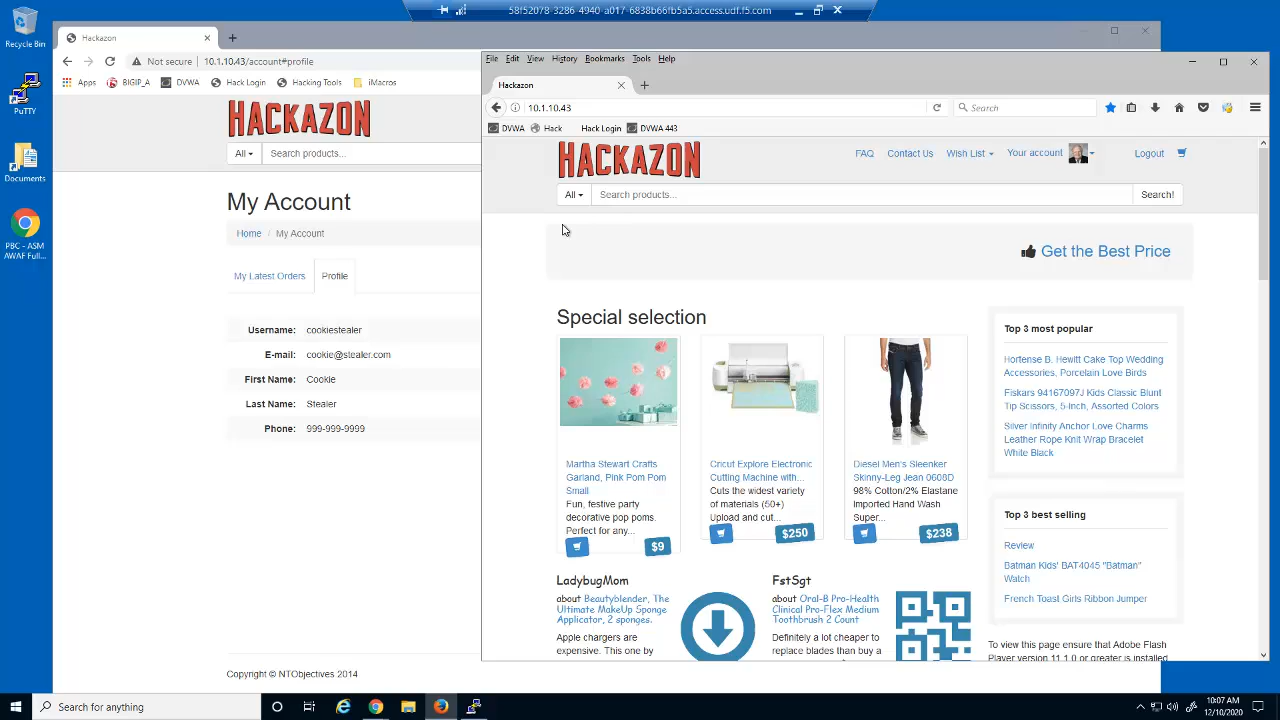 58f52078-3286-4940-a017-6838b66fb5a5.access.udf.f5.com
Recycle Bin
PuTTY
Documents
PBC - ASM
AWAF Full...
Hackazon
Not secure
10.1.10.43/account#profile
Apps
BIGIP_A
DVWA
Hack Login
Hacking Tools
iMacros
HACKAZON
All
Search products...
My Account
Home / My Account
My Latest Orders
Profile
Username: cookiestealer
E-mail: cookie@stealer.com
First Name: Cookie
Last Name: Stealer
Phone: 999-999-9999
Copyright © NTObjectives 2014
File Edit View History Bookmarks Tools Help
Hackazon
10.1.10.43
Search
DVWA
Hack
Hack Login
DVWA 443
HACKAZON
FAQ
Contact Us
Wish List
Your account
Logout
All
Search products...
Search!
Get the Best Price
Special selection
Martha Stewart Crafts
Garland, Pink Pom Pom
Small
Fun, festive party
decorative pop poms.
Perfect for any...
$9
Cricut Explore Electronic
Cutting Machine with...
Cuts the widest variety
of materials (50+)
Upload and cut...
$250
Diesel Men's Sleenker
Skinny-Leg Jean 0608D
98% Cotton/2% Elastane
Imported Hand Wash
Super...
$238
Top 3 most popular
Hortense B. Hewitt Cake Top Wedding
Accessories, Porcelain Love Birds
Fiskars 94167097J Kids Classic Blunt
Tip Scissors, 5-Inch, Assorted Colors
Silver Infinity Anchor Love Charms
Leather Rope Knit Wrap Bracelet
White Black
Top 3 best selling
Review
Batman Kids' BAT4045 "Batman"
Watch
French Toast Girls Ribbon Jumper
To view this page ensure that Adobe Flash
Player version 11.1.0 or greater is installed
LadybugMom
about Beautyblender, The
Ultimate MakeUp Sponge
Applicator, 2 sponges.
Apple chargers are
expensive. This one by
FstSgt
about Oral-B Pro-Health
Clinical Pro-Flex Medium
Toothbrush 2 Count
Definitely a lot cheaper to
replace blades than buy a
Search for anything
10:07 AM
12/10/2020